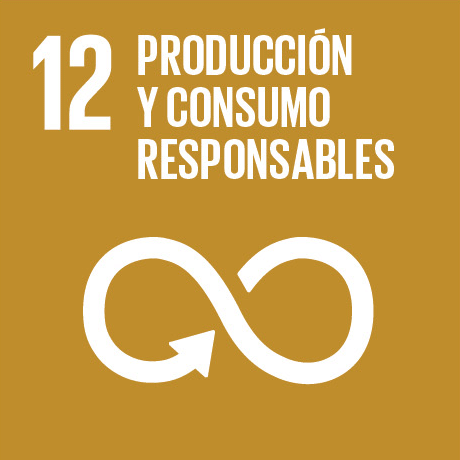 12 PRODUCCIÓN
Y CONSUMO
RESPONSABLES